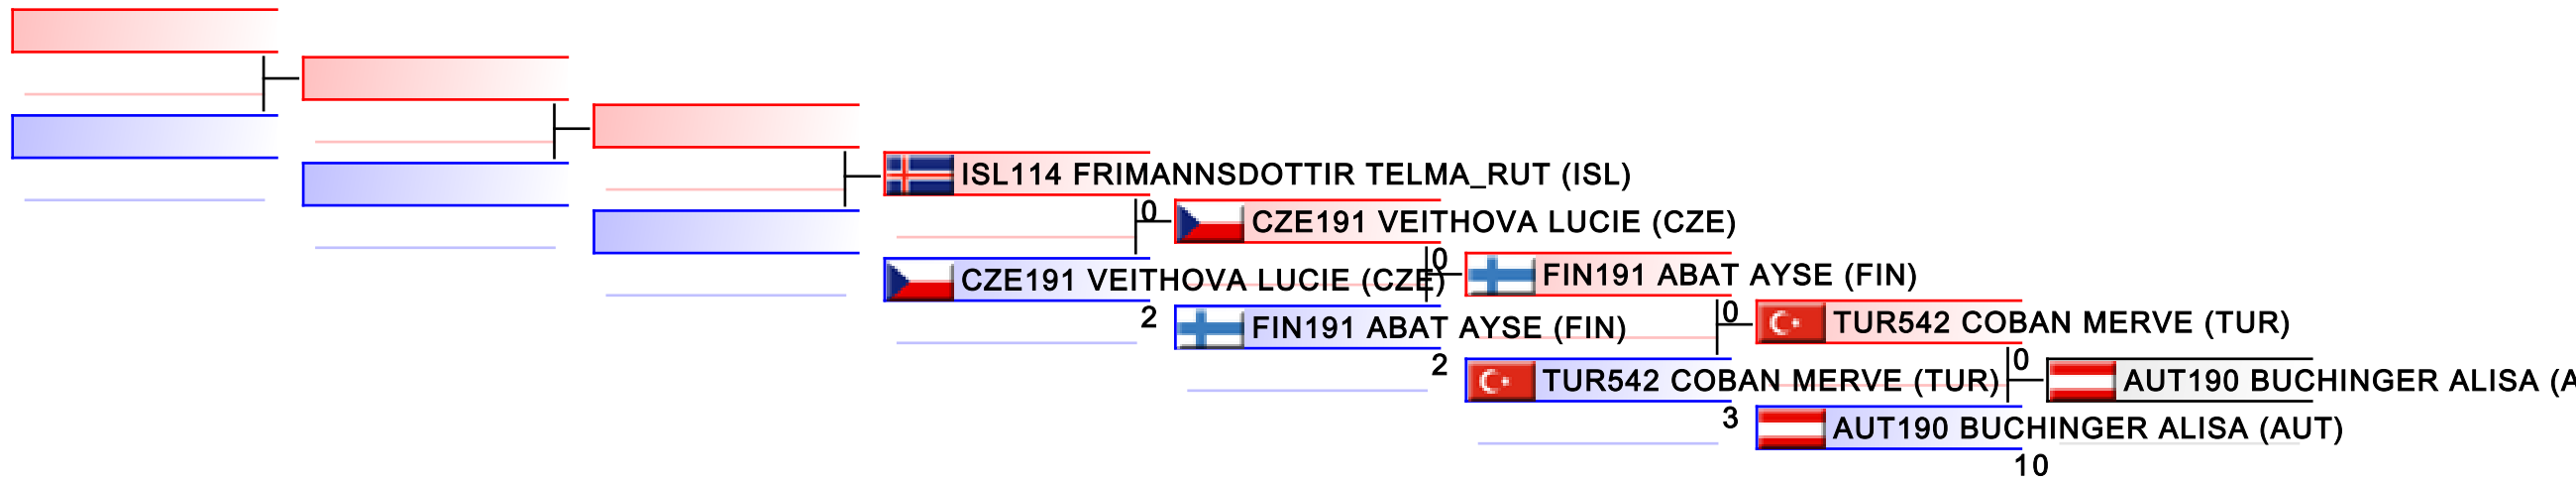 ISL114 FRIMANNSDOTTIR TELMA_RUT (ISL)
0
CZE191 VEITHOVA LUCIE (CZE)
CZE191 VEITHOVA LUCIE (CZE)
2
0
FIN191 ABAT AYSE (FIN)
FIN191 ABAT AYSE (FIN)
2
0
TUR542 COBAN MERVE (TUR)
TUR542 COBAN MERVE (TUR)
3
0
AUT190 BUCHINGER ALISA (A
AUT190 BUCHINGER ALISA (AUT)
10